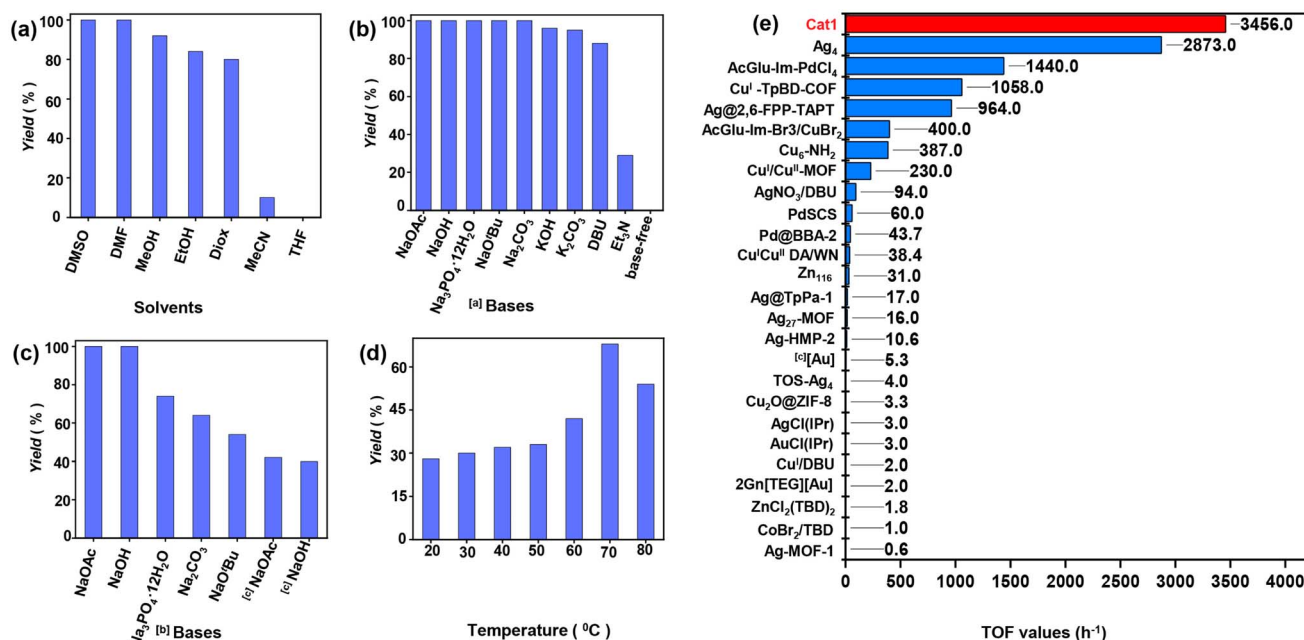 (a)
Yield ( % )
100
80
60
40
20
0
DMSO
DMF
MeOH
EtOH
Diox
MeCN
THF
Solvents
(b)
Yield ( % )
100
80
60
40
20
0
NaOAc
NaOH
Na₃PO₄·12H₂O
NaOᵗBu
Na₂CO₃
KOH
K₂CO₃
DBU
Et₃N
base-free
[a] Bases
(c)
Yield ( % )
100
80
60
40
20
0
NaOAc
NaOH
Na₃PO₄·12H₂O
Na₂CO₃
NaOᵗBu
[c] NaOAc
[c] NaOH
[b] Bases
(d)
Yield ( % )
60
45
30
15
0
20 30 40 50 60 70 80
Temperature ( ⁰C)
(e)
Cat1 3456.0
Ag₄ 2873.0
AcGlu-Im-PdCl₄ 1440.0
Cuᴵ -TpBD-COF 1058.0
Ag@2,6-FPP-TAPT 964.0
AcGlu-Im-Br3/CuBr₂ 400.0
Cu₆-NH₂ 387.0
Cuᴵ/Cuᴵᴵ-MOF 230.0
AgNO₃/DBU 94.0
PdSCS 60.0
Pd@BBA-2 43.7
CuᴵCuᴵᴵ DA/WN 38.4
Zn₁₁₆ 31.0
Ag@TpPa-1 17.0
Ag₂₇-MOF 16.0
Ag-HMP-2 10.6
[c][Au] 5.3
TOS-Ag₄ 4.0
Cu₂O@ZIF-8 3.3
AgCl(IPr) 3.0
AuCl(IPr) 3.0
Cuᴵ/DBU 2.0
2Gn[TEG][Au] 2.0
ZnCl₂(TBD)₂ 1.8
CoBr₂/TBD 1.0
Ag-MOF-1 0.6
0 500 1000 1500 2000 2500 3000 3500 4000
TOF values (h⁻¹)